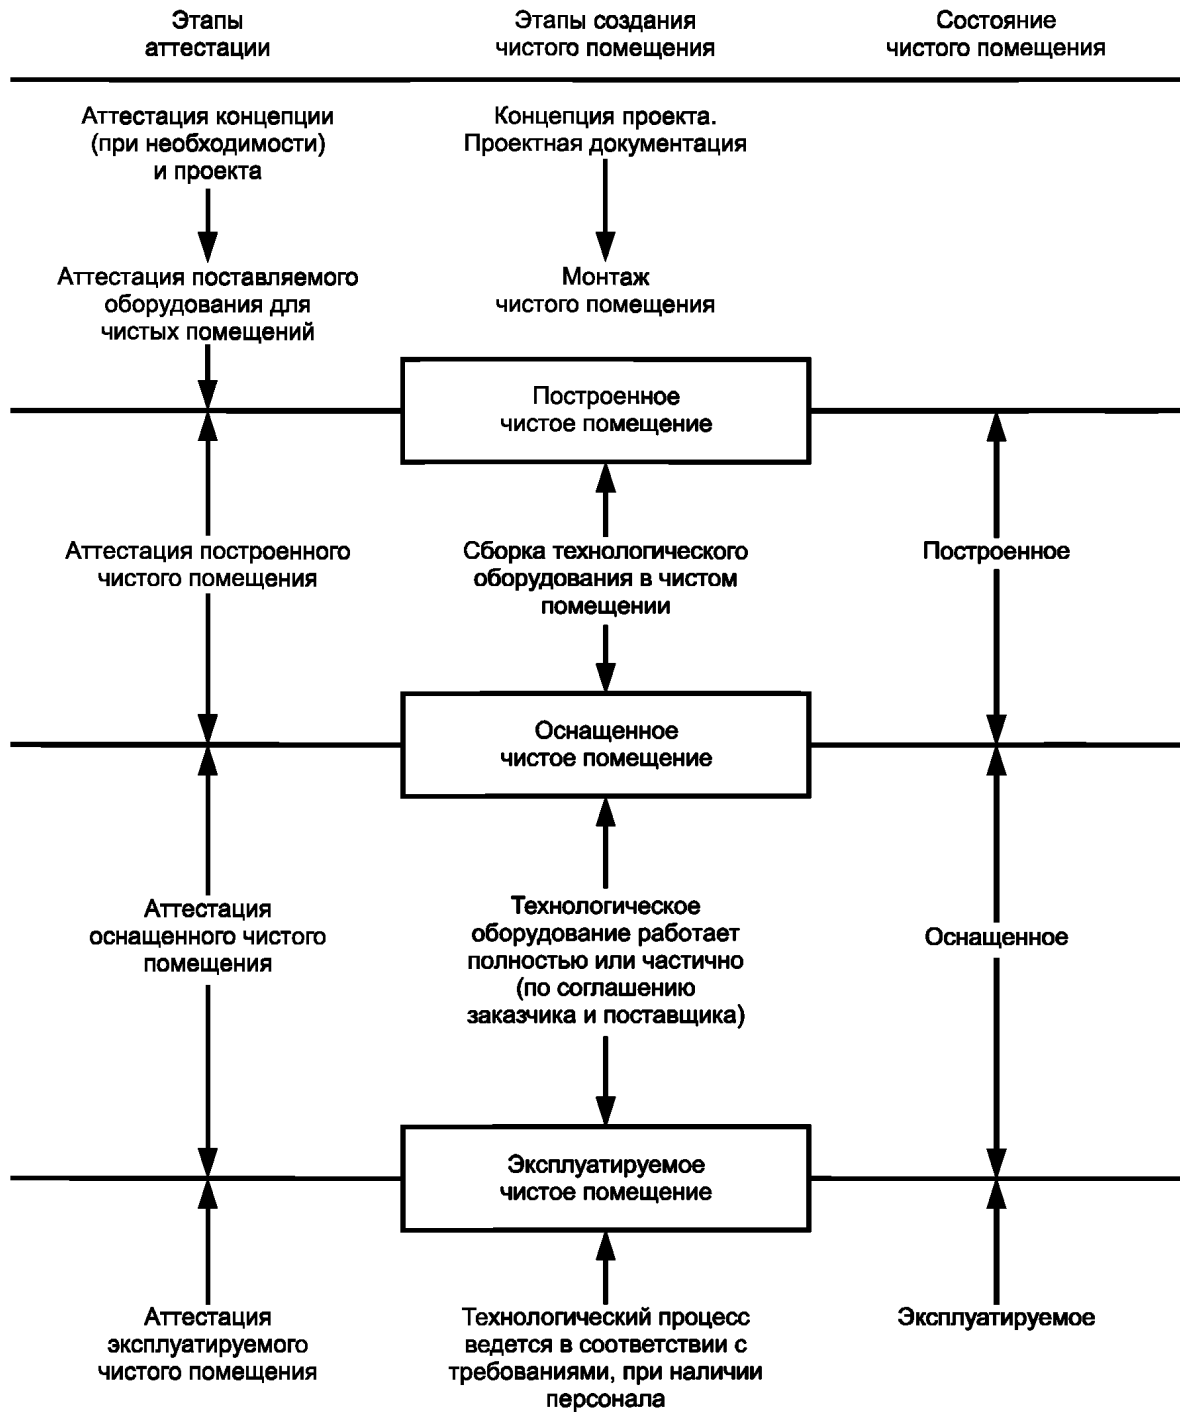 Этапы
аттестации
Этапы создания
чистого помещения
Состояние
чистого помещения
Аттестация концепции
(при необходимости)
и проекта
Концепция проекта.
Проектная документация
Аттестация поставляемого
оборудования для
чистых помещений
Монтаж
чистого помещения
Построенное
чистое помещение
Аттестация построенного
чистого помещения
Сборка технологического
оборудования в чистом
помещении
Построенное
Оснащенное
чистое помещение
Аттестация
оснащенного чистого
помещения
Технологическое
оборудование работает
полностью или частично
(по соглашению
заказчика и поставщика)
Оснащенное
Эксплуатируемое
чистое помещение
Аттестация
эксплуатируемого
чистого помещения
Технологический процесс
ведется в соответствии с
требованиями, при наличии
персонала
Эксплуатируемое